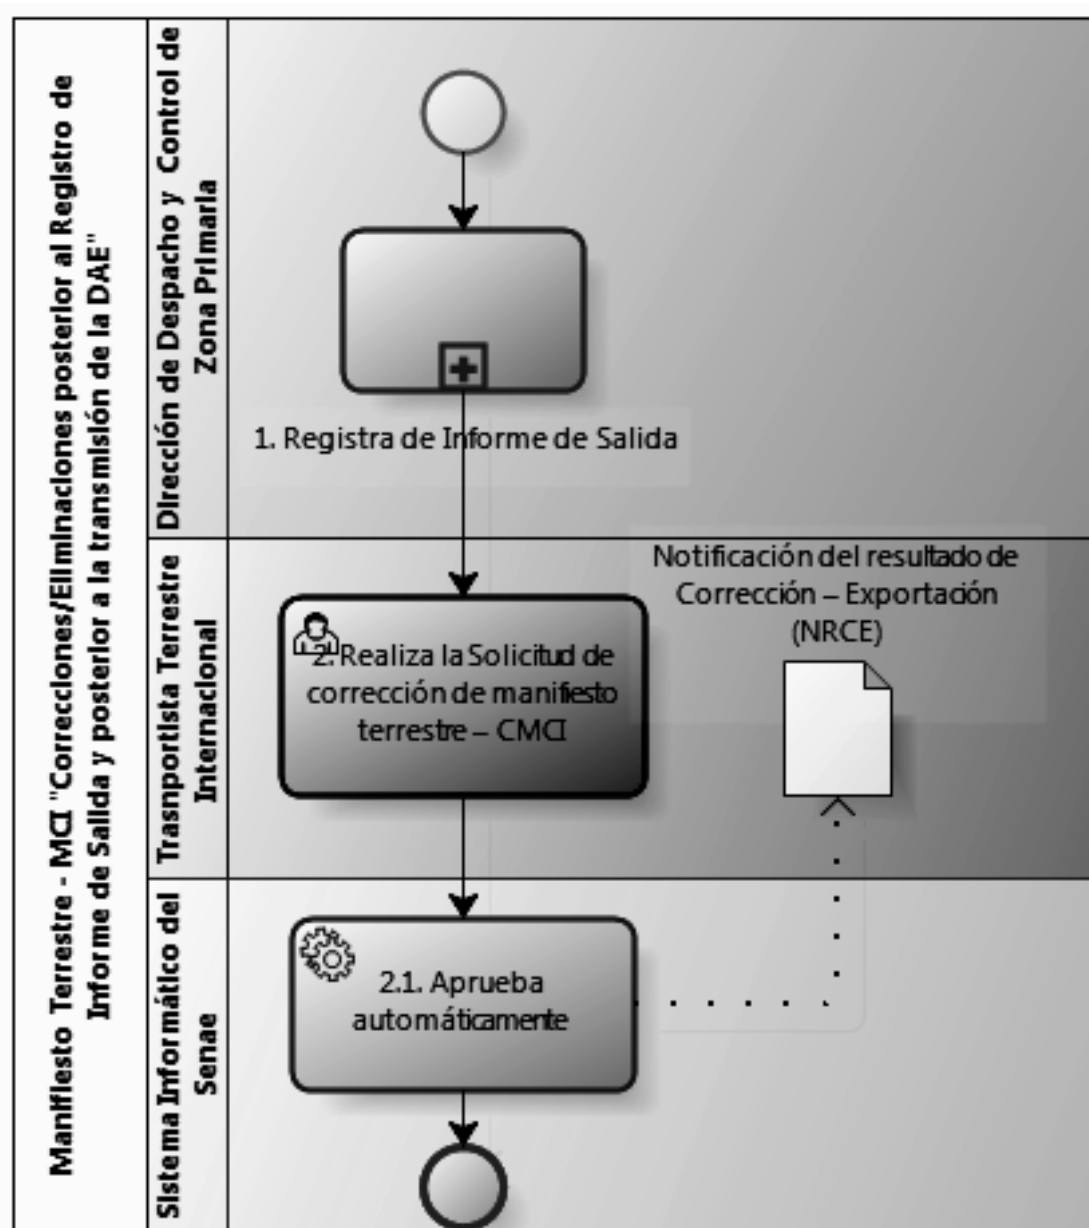 Manifiesto Terrestre - MCI "Correcciones/Eliminaciones posterior al Registro de
Informe de Salida y posterior a la transmisión de la DAE"
Dirección de Despacho y Control de
Zona Primaria
1. Registra de Informe de Salida
Trasnportista Terrestre
Internacional
2. Realiza la Solicitud de
corrección de manifiesto
terrestre – CMCI
Notificación del resultado de
Corrección – Exportación
(NRCE)
Sistema Informático del
Senae
2.1. Aprueba
automáticamente